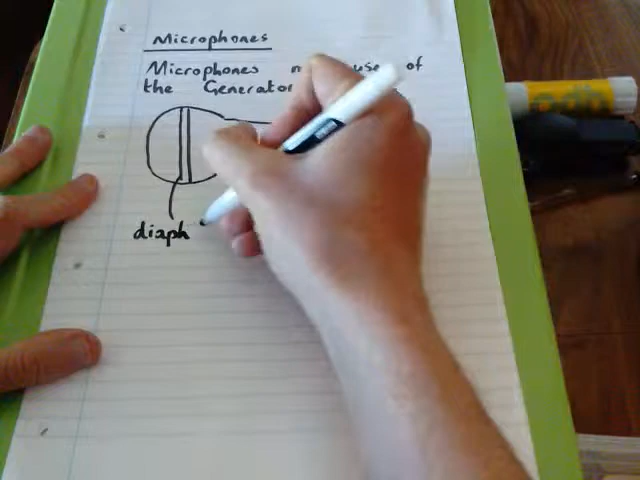 Microphones
Microphones use of
the Generator
diaph